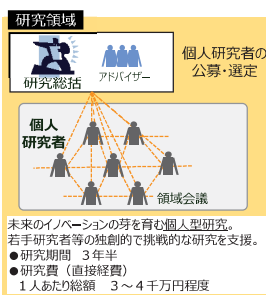 研究領域
研究総括
アドバイザー
個人研究者の
公募・選定
個人
研究者
領域会議
未来のイノベーションの芽を育む個人型研究。
若手研究者等の独創的で挑戦的な研究を支援。
●研究期間 3年半
●研究費(直接経費)
1人あたり総額 3~4千万円程度